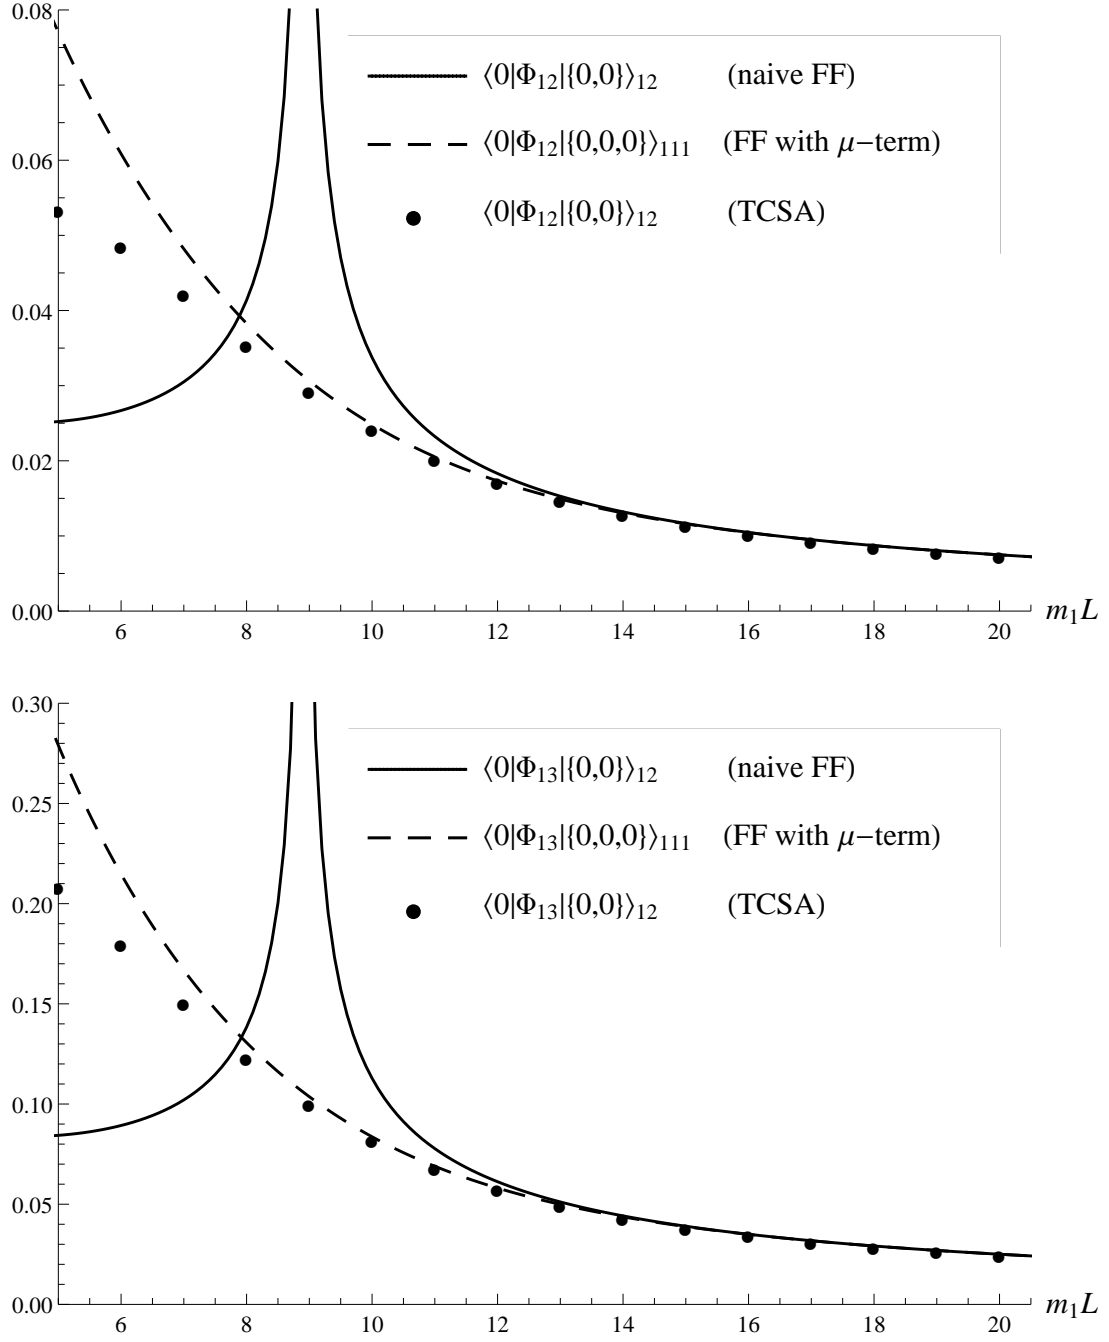 0.08
⟨0|Φ₁₂|{0,0}⟩₁₂ (naive FF)
0.06
⟨0|Φ₁₂|{0,0,0}⟩₁₁₁ (FF with μ−term)
⟨0|Φ₁₂|{0,0}⟩₁₂ (TCSA)
0.04
0.02
0.00
6 8 10 12 14 16 18 20 m₁L
0.30
⟨0|Φ₁₃|{0,0}⟩₁₂ (naive FF)
0.25
⟨0|Φ₁₃|{0,0,0}⟩₁₁₁ (FF with μ−term)
0.20
⟨0|Φ₁₃|{0,0}⟩₁₂ (TCSA)
0.15
0.10
0.05
0.00
6 8 10 12 14 16 18 20 m₁L